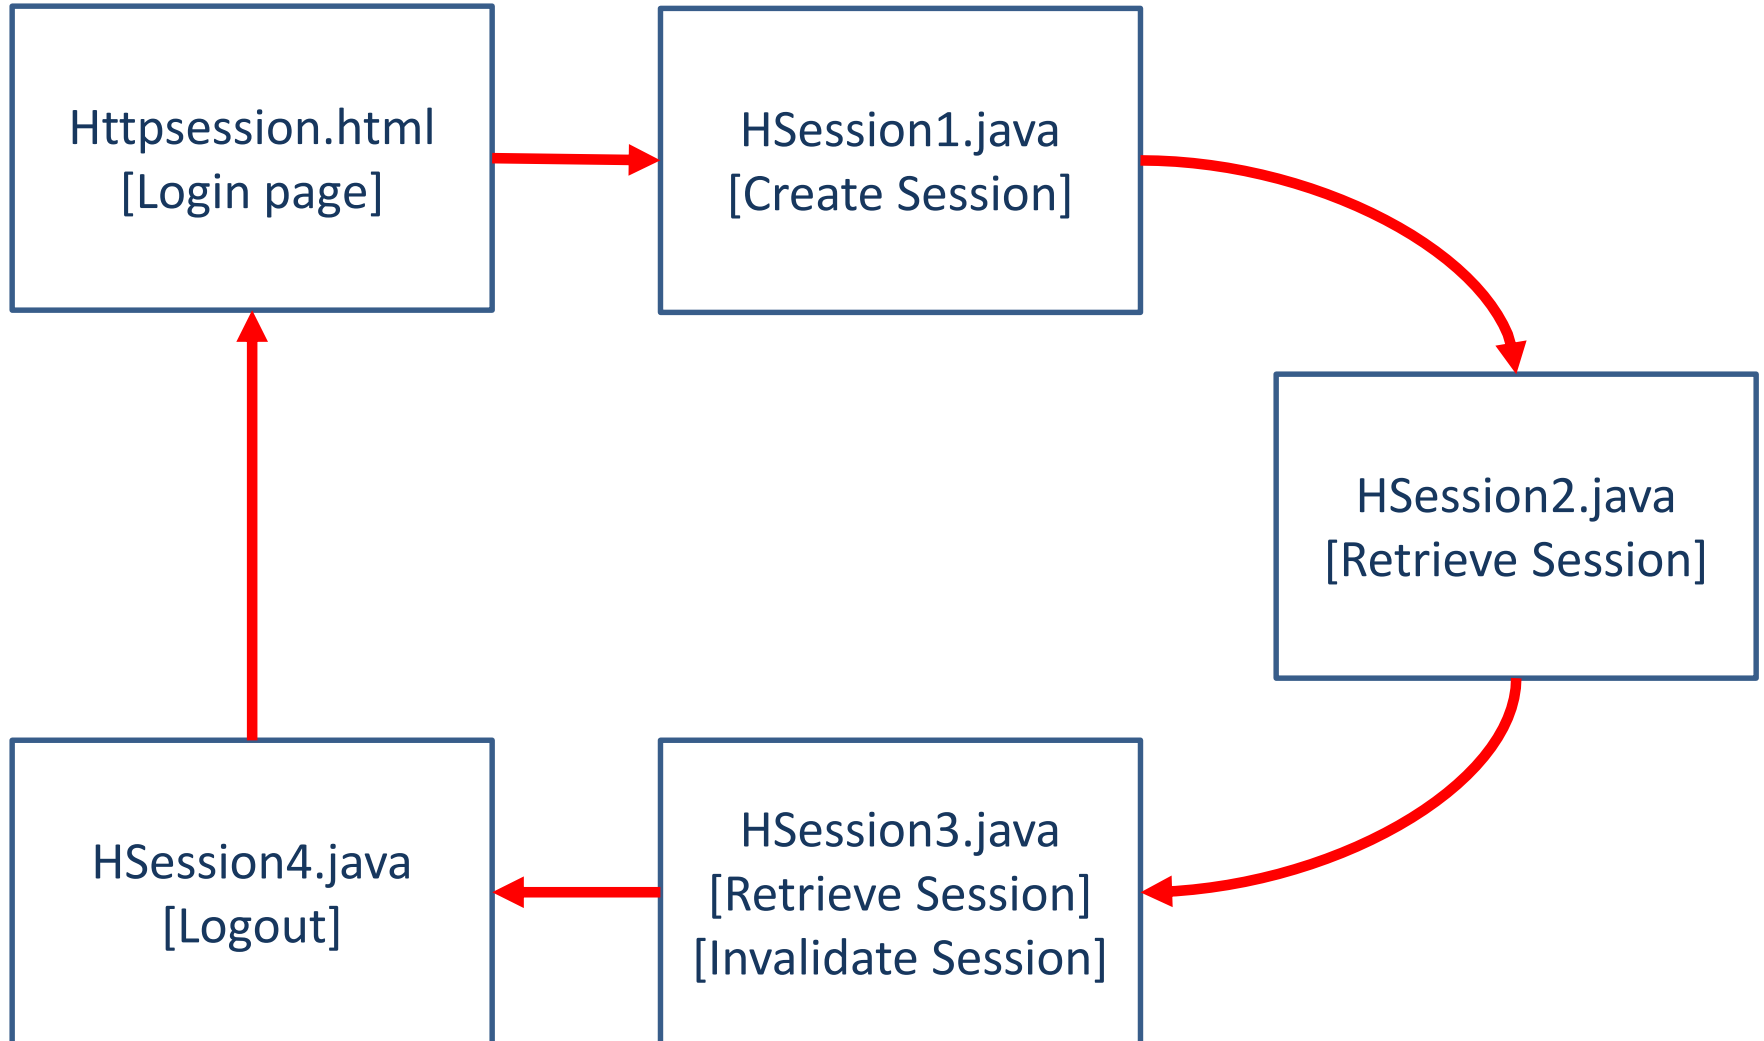 Httpsession.html
[Login page]
HSession1.java
[Create Session]
HSession2.java
[Retrieve Session]
HSession3.java
[Retrieve Session]
[Invalidate Session]
HSession4.java
[Logout]